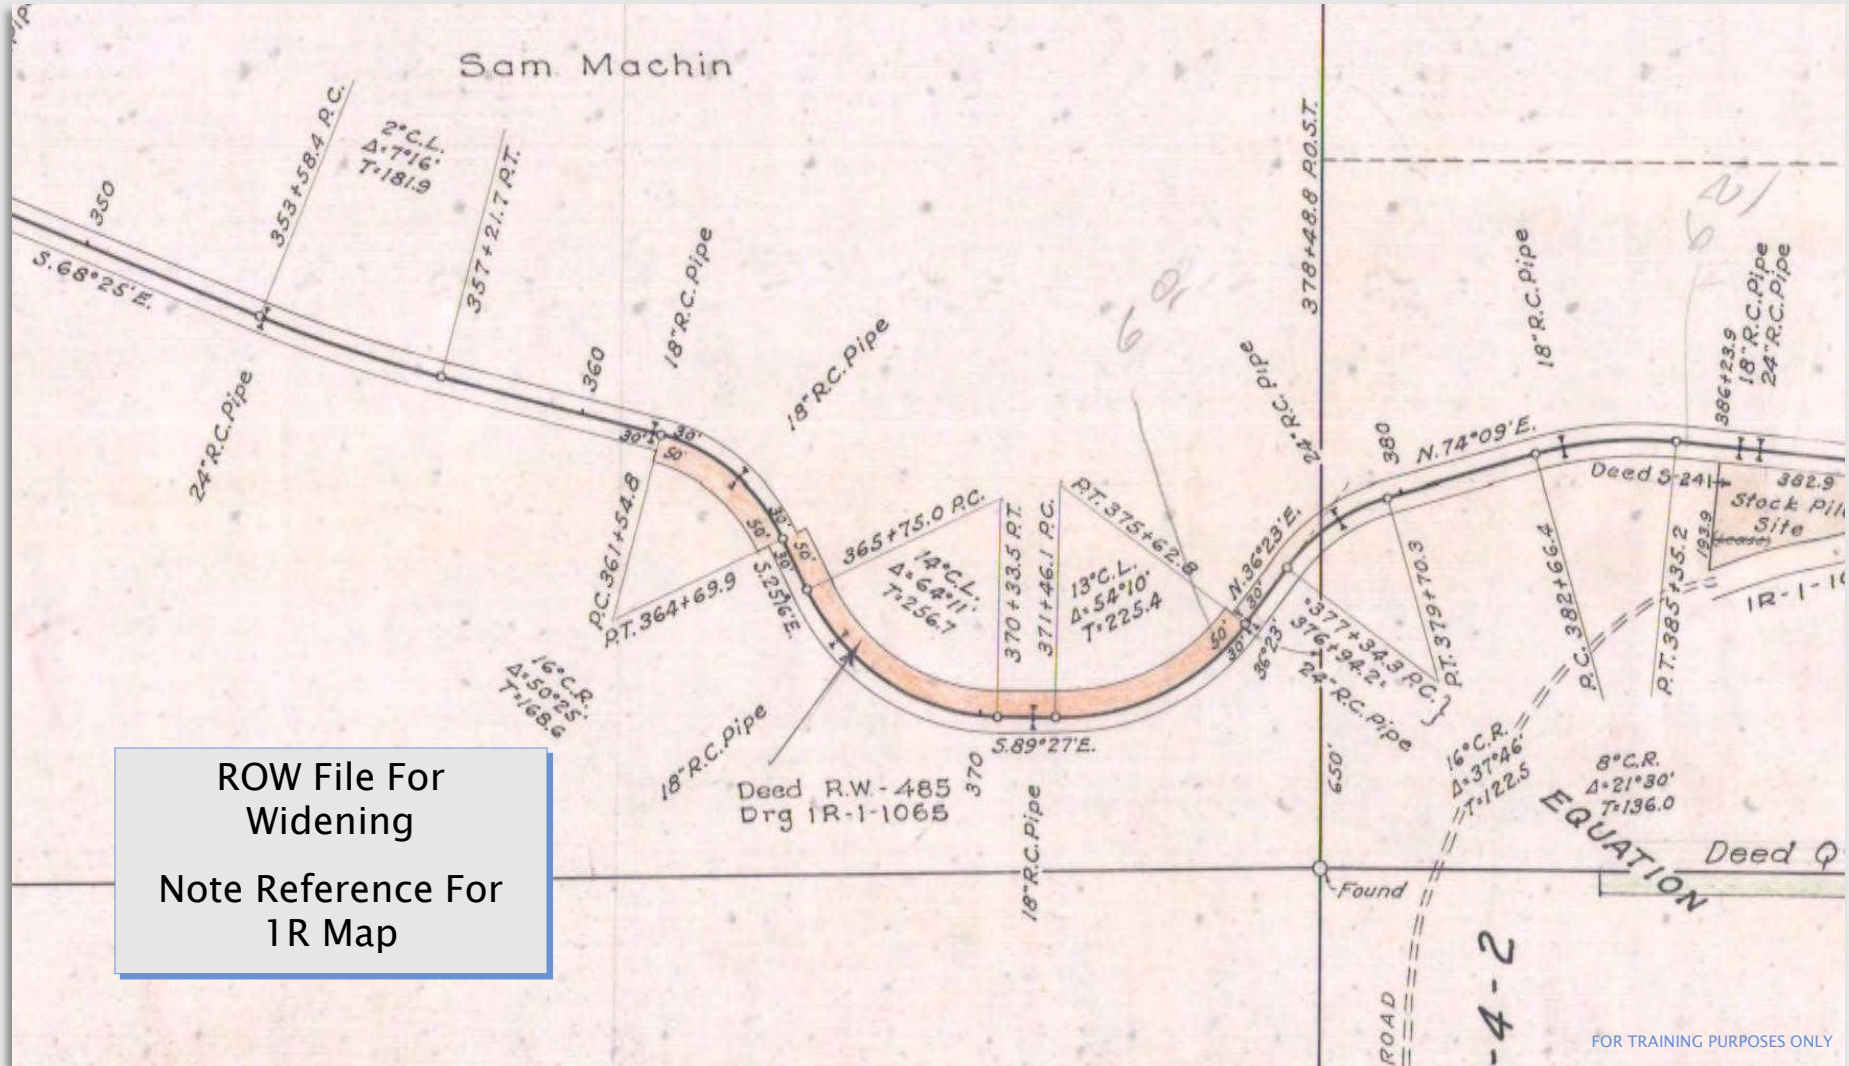 Sam Machin
353+58.4 P.C.
2°C.L.
Δ=7°16'
T=181.9
357+21.7 P.T.
350
S.68°25'E.
24"R.C.Pipe
360
18"R.C.Pipe
18"R.C.Pipe
30'
30'
50'
P.C.361+54.8
P.T.364+69.9
16°C.R.
Δ=50°25'
T=168.6
50'
30'
30'
50'
S.25°16'E.
365+75.0 P.C.
14°C.L.
Δ=64°11'
T=256.7
370+33.5 P.T.
371+46.1 P.C.
13°C.L.
Δ=54°10'
T=225.4
P.T.375+62.8
18"R.C.Pipe
Deed R.W.-485
Drg 1R-1-1065
370
S.89°27'E.
18"R.C.Pipe
50'
30'
30'
N.36°23'E.
36°23'
24"R.C.Pipe
378+48.8 P.O.S.T.
=377+34.3 P.C.
376+94.2=
24"R.C.Pipe
380
N.74°09'E.
P.T.379+70.3
16°C.R.
Δ=37°46'
T=122.5
18"R.C.Pipe
P.C.382+66.4
P.T.385+35.2
8°C.R.
Δ=21°30'
T=136.0
386+23.9
18"R.C.Pipe
24"R.C.Pipe
Deed S-241
382.9
Stock Pile
Site
(Lease)
193.9
1R-1-10
650'
Found
EQUATION
Deed Q
ROAD
-4-2
ROW File For
Widening
Note Reference For
1R Map
FOR TRAINING PURPOSES ONLY